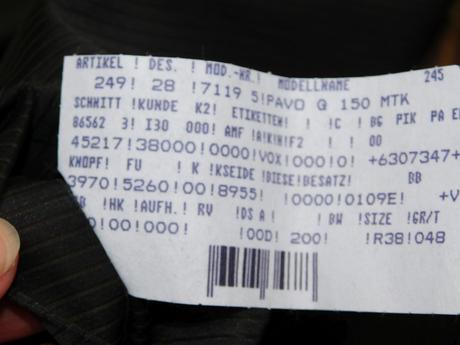 ARTIKEL ! DES. ! MOD.-NR.! MODELLNAME 245
249! 28 !7119 5!PAVO G 150 MTK
SCHNITT !KUNDE K2! ETIKETTEN! ! !C ! BG PIK PA
86562 3! I30 000! AMF !A!K!N!F2 ! ! 00
45217!38000!0000!VOX!000!0! +6307347+
KNOPF! FU ! K !KSEIDE !DIESE!BESATZ! BB
3970!5260!00!8955! !0000!0109E! +V
!HK !AUFH.! RV !DS A ! ! BW !SIZE !GR/T
!00!000! !00D! 200! !R38!048